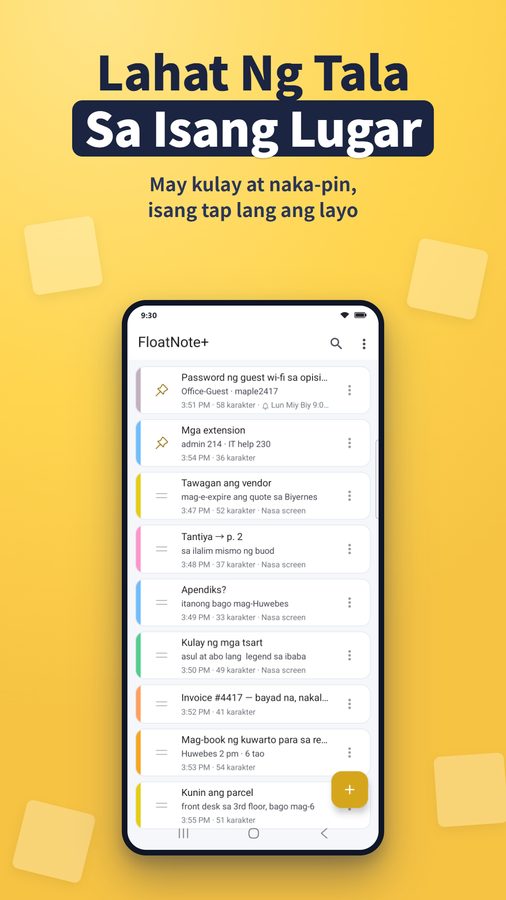 Lahat Ng Tala
Sa Isang Lugar
May kulay at naka-pin,
isang tap lang ang layo
9:30
FloatNote+
Password ng guest wi-fi sa opisi…
Office-Guest · maple2417
3:51 PM · 58 karakter · Lun Miy Biy 9:0…
Mga extension
admin 214 · IT help 230
3:54 PM · 36 karakter
Tawagan ang vendor
mag-e-expire ang quote sa Biyernes
3:47 PM · 52 karakter · Nasa screen
Tantiya → p. 2
sa ilalim mismo ng buod
3:48 PM · 37 karakter · Nasa screen
Apendiks?
itanong bago mag-Huwebes
3:49 PM · 33 karakter · Nasa screen
Kulay ng mga tsart
asul at abo lang legend sa ibaba
3:50 PM · 49 karakter · Nasa screen
Invoice #4417 — bayad na, nakal…
3:52 PM · 41 karakter
Mag-book ng kuwarto para sa re…
Huwebes 2 pm · 6 tao
3:53 PM · 54 karakter
Kunin ang parcel
front desk sa 3rd floor, bago mag-6
3:55 PM · 51 karakter